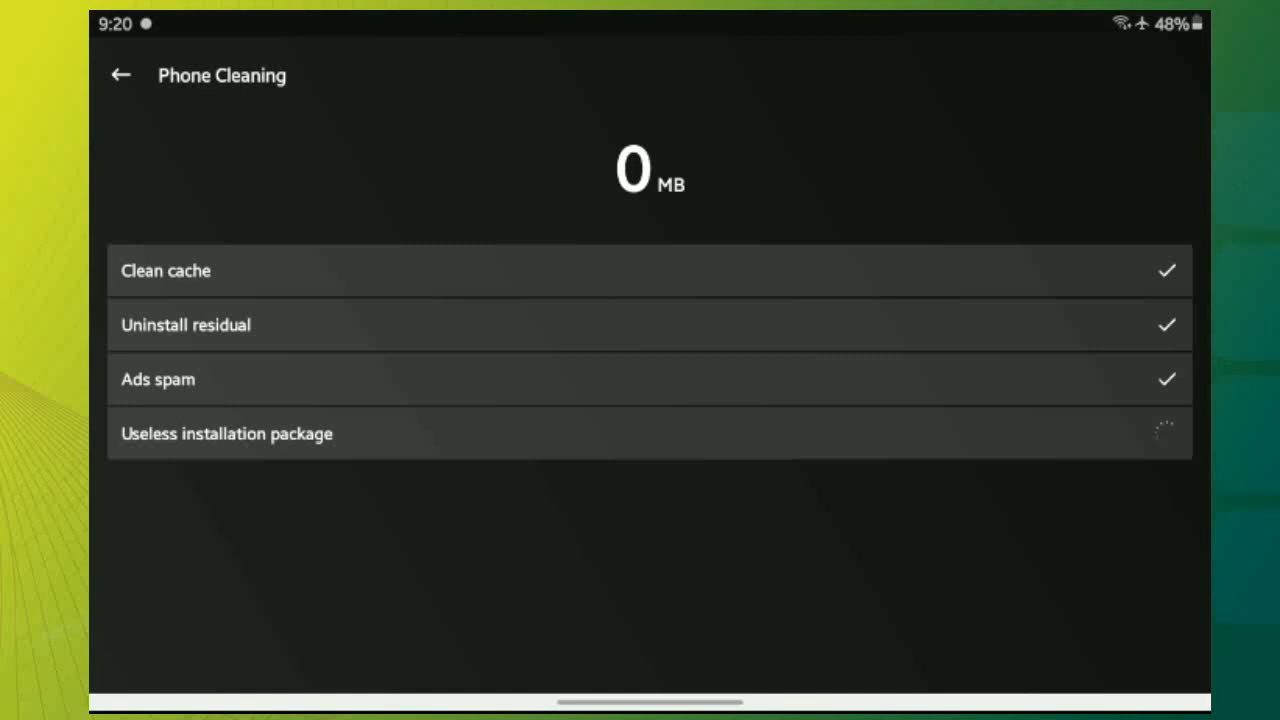 9:20
48%
Phone Cleaning
0 MB
Clean cache
Uninstall residual
Ads spam
Useless installation package